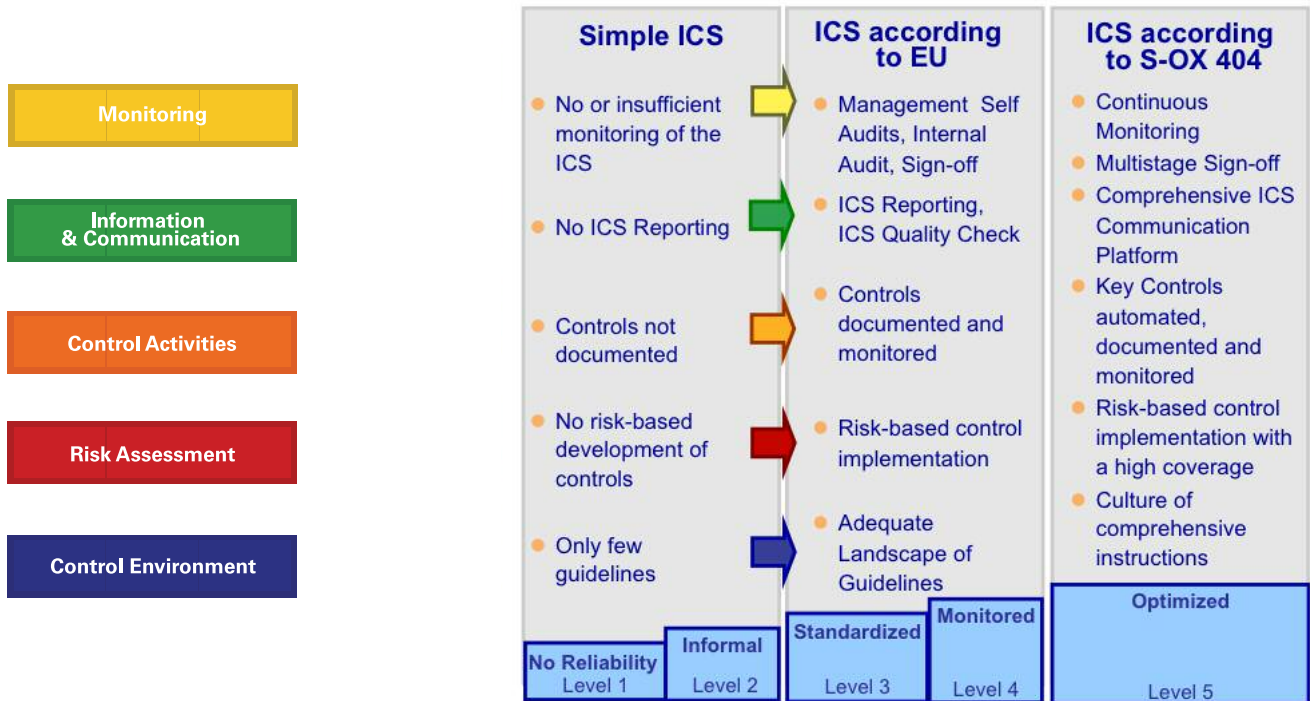 Monitoring
Information
& Communication
Control Activities
Risk Assessment
Control Environment
Simple ICS
No or insufficient
monitoring of the
ICS
No ICS Reporting
Controls not
documented
No risk-based
development of
controls
Only few
guidelines
No Reliability
Level 1
Informal
Level 2
ICS according
to EU
Management Self
Audits, Internal
Audit, Sign-off
ICS Reporting,
ICS Quality Check
Controls
documented and
monitored
Risk-based control
implementation
Adequate
Landscape of
Guidelines
Standardized
Level 3
Monitored
Level 4
ICS according
to S-OX 404
Continuous
Monitoring
Multistage Sign-off
Comprehensive ICS
Communication
Platform
Key Controls
automated,
documented and
monitored
Risk-based control
implementation with
a high coverage
Culture of
comprehensive
instructions
Optimized
Level 5